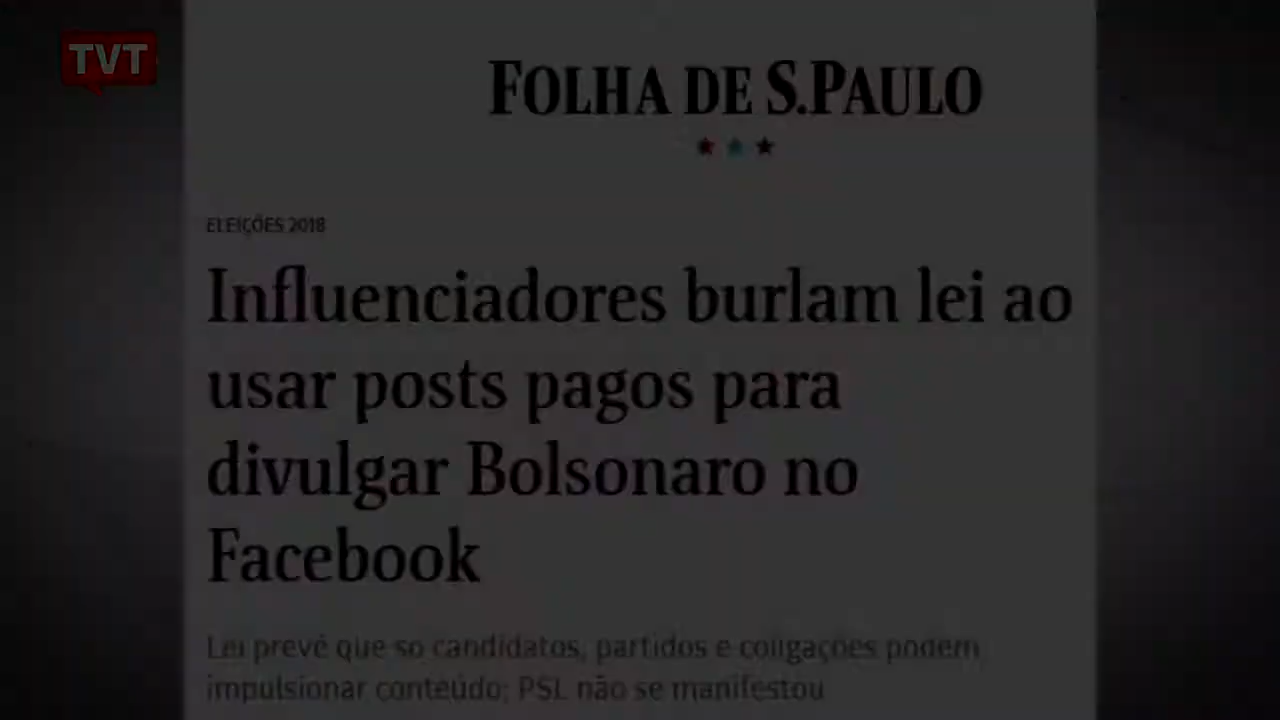 TVT
FOLHA DE S.PAULO
ELEIÇÕES 2018
Influenciadores burlam lei ao
usar posts pagos para
divulgar Bolsonaro no
Facebook
Lei prevê que só candidatos, partidos e coligações podem
impulsionar conteúdo; PSL não se manifestou